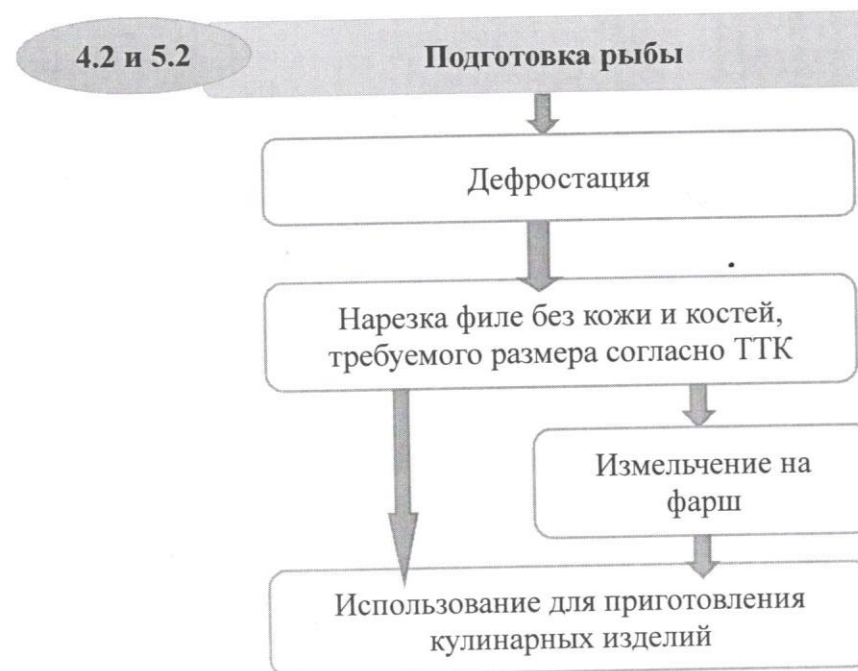 4.2 и 5.2
Подготовка рыбы
Дефростация
Нарезка филе без кожи и костей,
требуемого размера согласно ТТК
Измельчение на
фарш
Использование для приготовления
кулинарных изделий